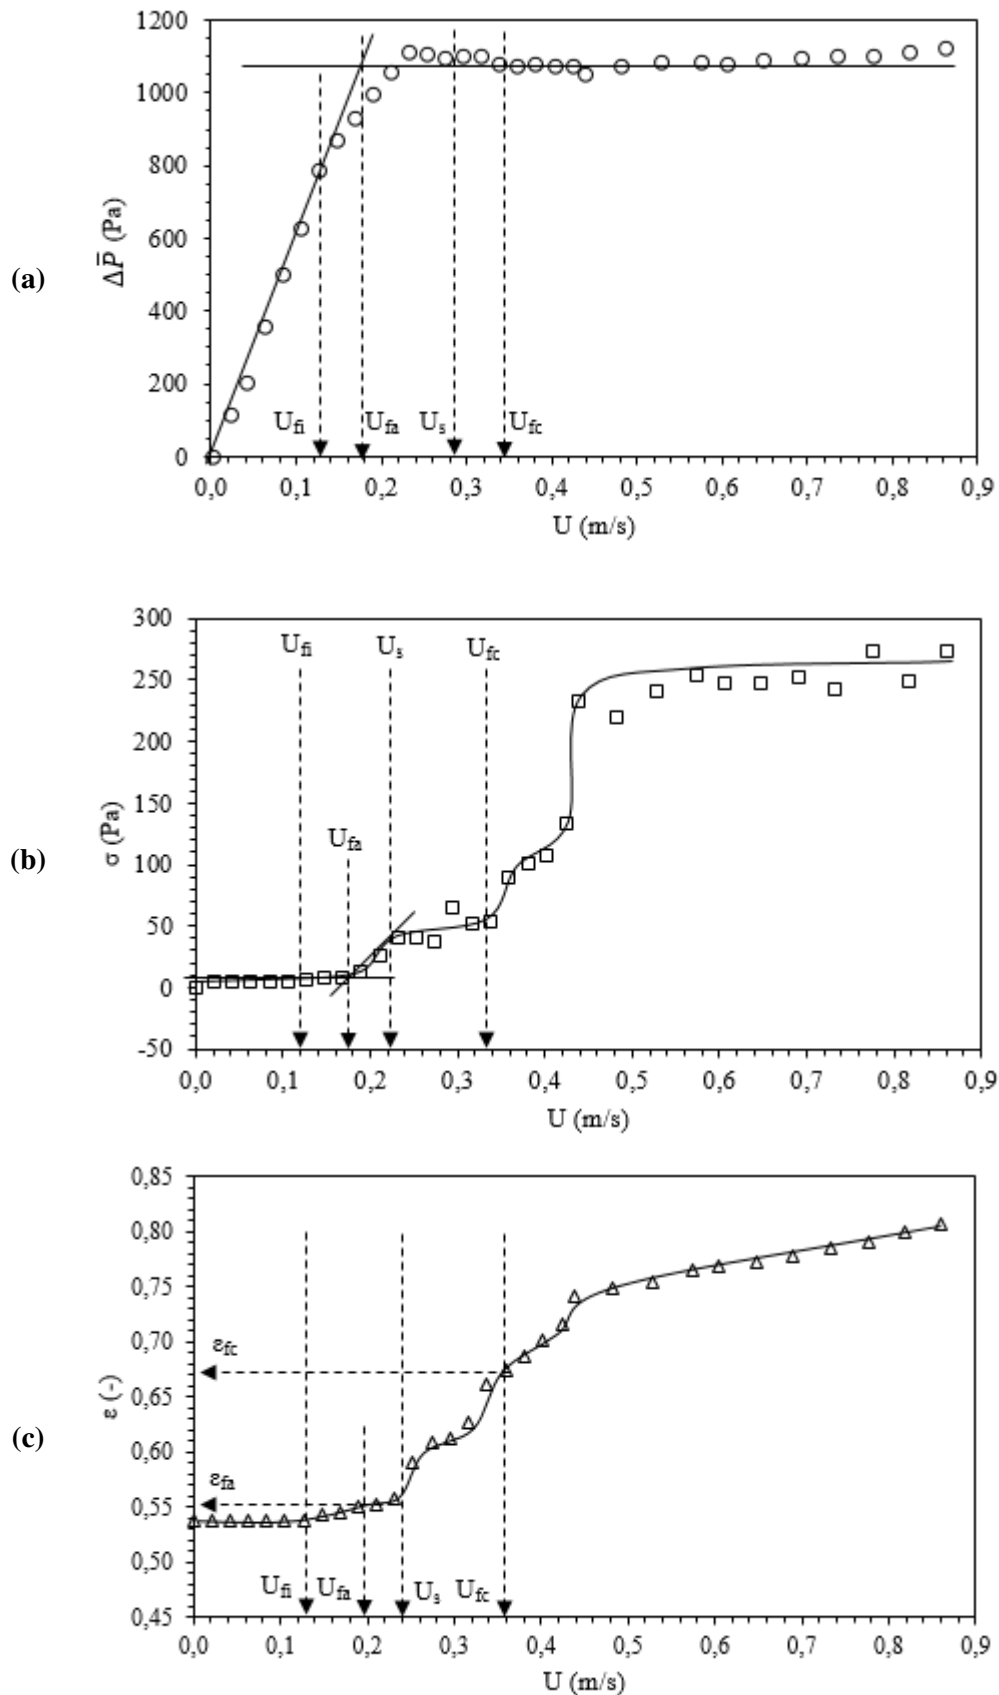 (a)
ΔP̄ (Pa)
1200
1000
800
600
400
200
0
U_fi U_fa U_s U_fc
0,0 0,1 0,2 0,3 0,4 0,5 0,6 0,7 0,8 0,9
U (m/s)
(b)
σ (Pa)
300
250
200
150
100
50
0
-50
U_fi U_s U_fc
U_fa
0,0 0,1 0,2 0,3 0,4 0,5 0,6 0,7 0,8 0,9
U (m/s)
(c)
ε (-)
0,85
0,80
0,75
0,70
0,65
0,60
0,55
0,50
0,45
ε_fc
ε_fa
U_fi U_fa U_s U_fc
0,0 0,1 0,2 0,3 0,4 0,5 0,6 0,7 0,8 0,9
U (m/s)